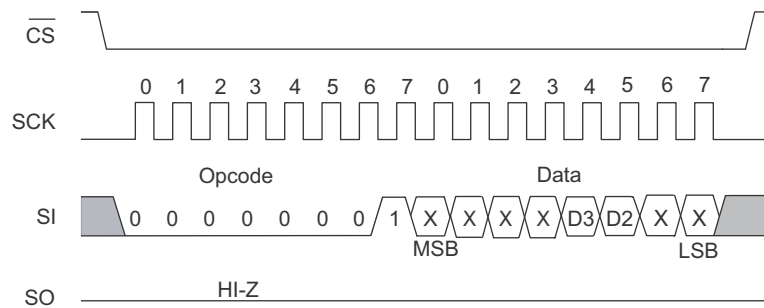 CS
0 1 2 3 4 5 6 7 0 1 2 3 4 5 6 7
SCK
Opcode Data
SI 0 0 0 0 0 0 0 1 X X X X D3 D2 X X
MSB LSB
HI-Z
SO